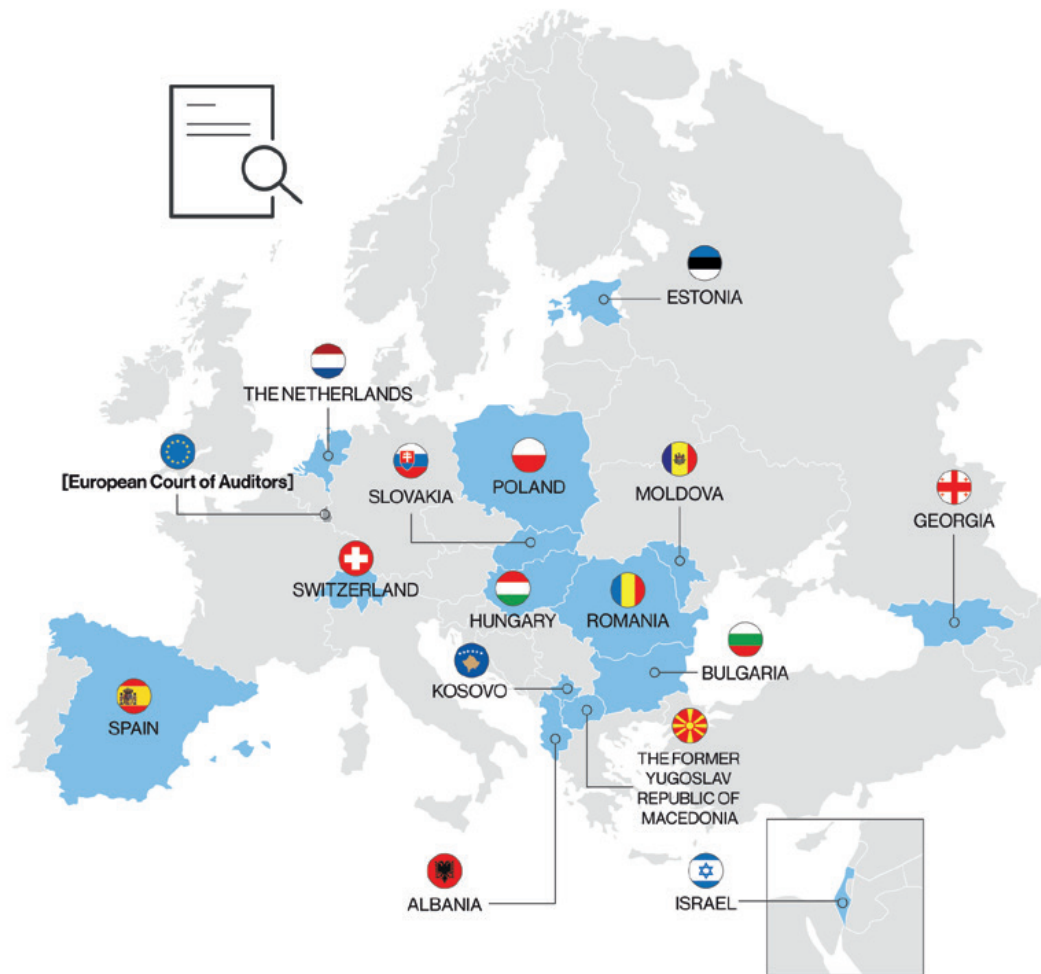 ESTONIA
THE NETHERLANDS
[European Court of Auditors]
SLOVAKIA
POLAND
MOLDOVA
GEORGIA
SWITZERLAND
HUNGARY
ROMANIA
BULGARIA
KOSOVO
SPAIN
THE FORMER
YUGOSLAV
REPUBLIC OF
MACEDONIA
ALBANIA
ISRAEL